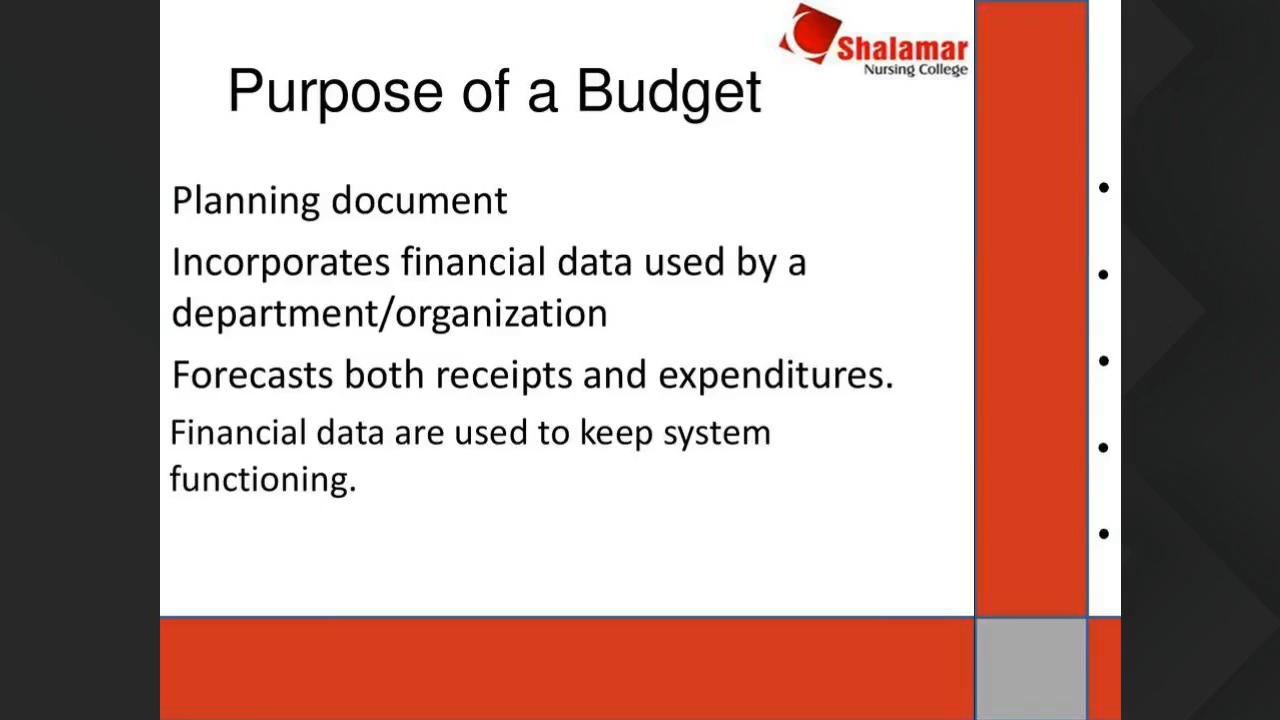 Shalamar
Nursing College
Purpose of a Budget
Planning document
Incorporates financial data used by a
department/organization
Forecasts both receipts and expenditures.
Financial data are used to keep system
functioning.
•
•
•
•
•